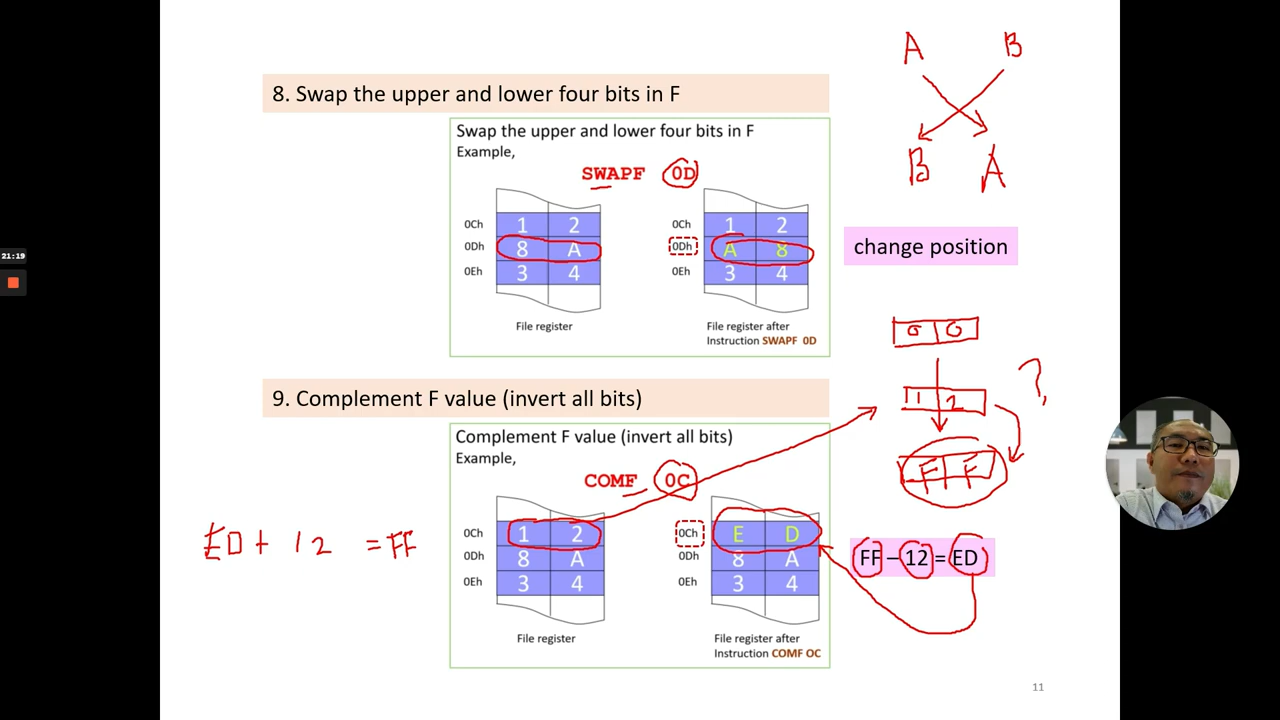 21:19
A B
B A
8. Swap the upper and lower four bits in F
Swap the upper and lower four bits in F
Example,
SWAPF 0D
0Ch 1 2
0Dh 8 A
0Eh 3 4
File register
0Ch 1 2
0Dh A 8
0Eh 3 4
File register after
Instruction SWAPF 0D
change position
0 0
1 2
?
F F
9. Complement F value (invert all bits)
Complement F value (invert all bits)
Example,
COMF 0C
0Ch 1 2
0Dh 8 A
0Eh 3 4
File register
0Ch E D
0Dh 8 A
0Eh 3 4
File register after
Instruction COMF OC
ED + 12 = FF
FF – 12 = ED
11